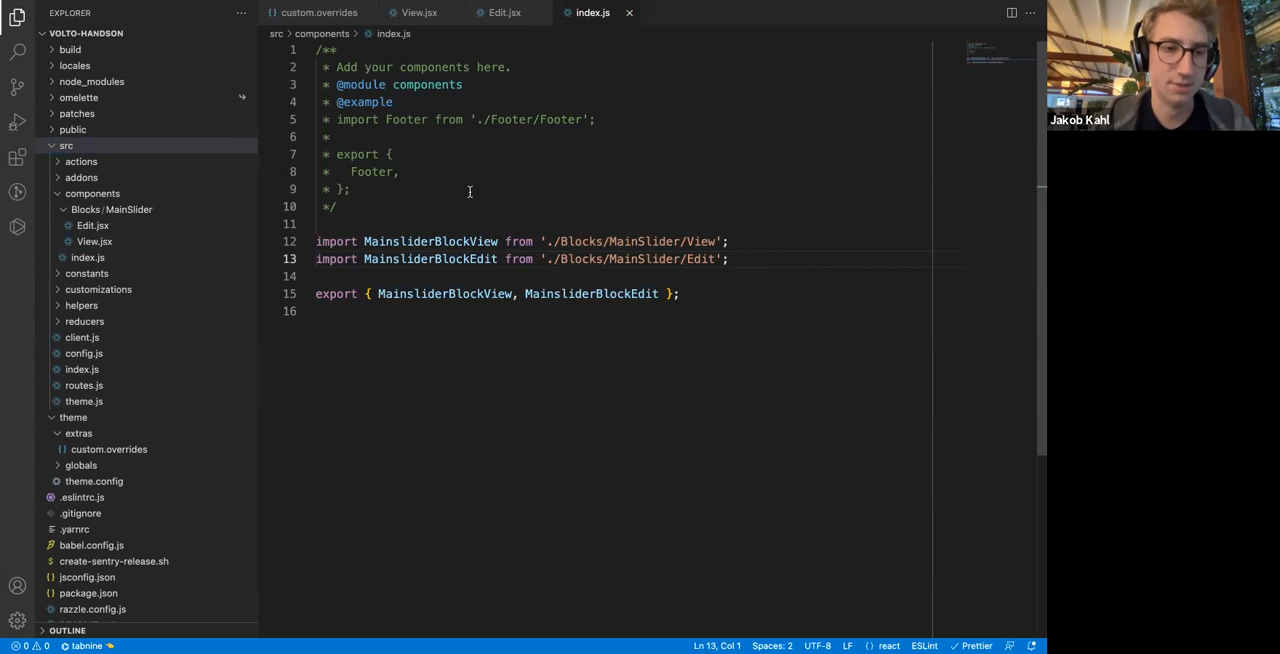 EXPLORER
VOLTO-HANDSON
build
locales
node_modules
omelette
patches
public
src
actions
addons
components
Blocks / MainSlider
Edit.jsx
View.jsx
index.js
constants
customizations
helpers
reducers
client.js
config.js
index.js
routes.js
theme.js
theme
extras
custom.overrides
globals
theme.config
.eslintrc.js
.gitignore
.yarnrc
babel.config.js
create-sentry-release.sh
jsconfig.json
package.json
razzle.config.js
OUTLINE
custom.overrides View.jsx Edit.jsx index.js
src > components > index.js
1 /**
2 * Add your components here.
3 * @module components
4 * @example
5 * import Footer from './Footer/Footer';
6 *
7 * export {
8 *   Footer,
9 * };
10 */
11
12 import MainsliderBlockView from './Blocks/MainSlider/View';
13 import MainsliderBlockEdit from './Blocks/MainSlider/Edit';
14
15 export { MainsliderBlockView, MainsliderBlockEdit };
16
Jakob Kahl
0 0 tabnine Ln 13, Col 1 Spaces: 2 UTF-8 LF { } react ESLint Prettier